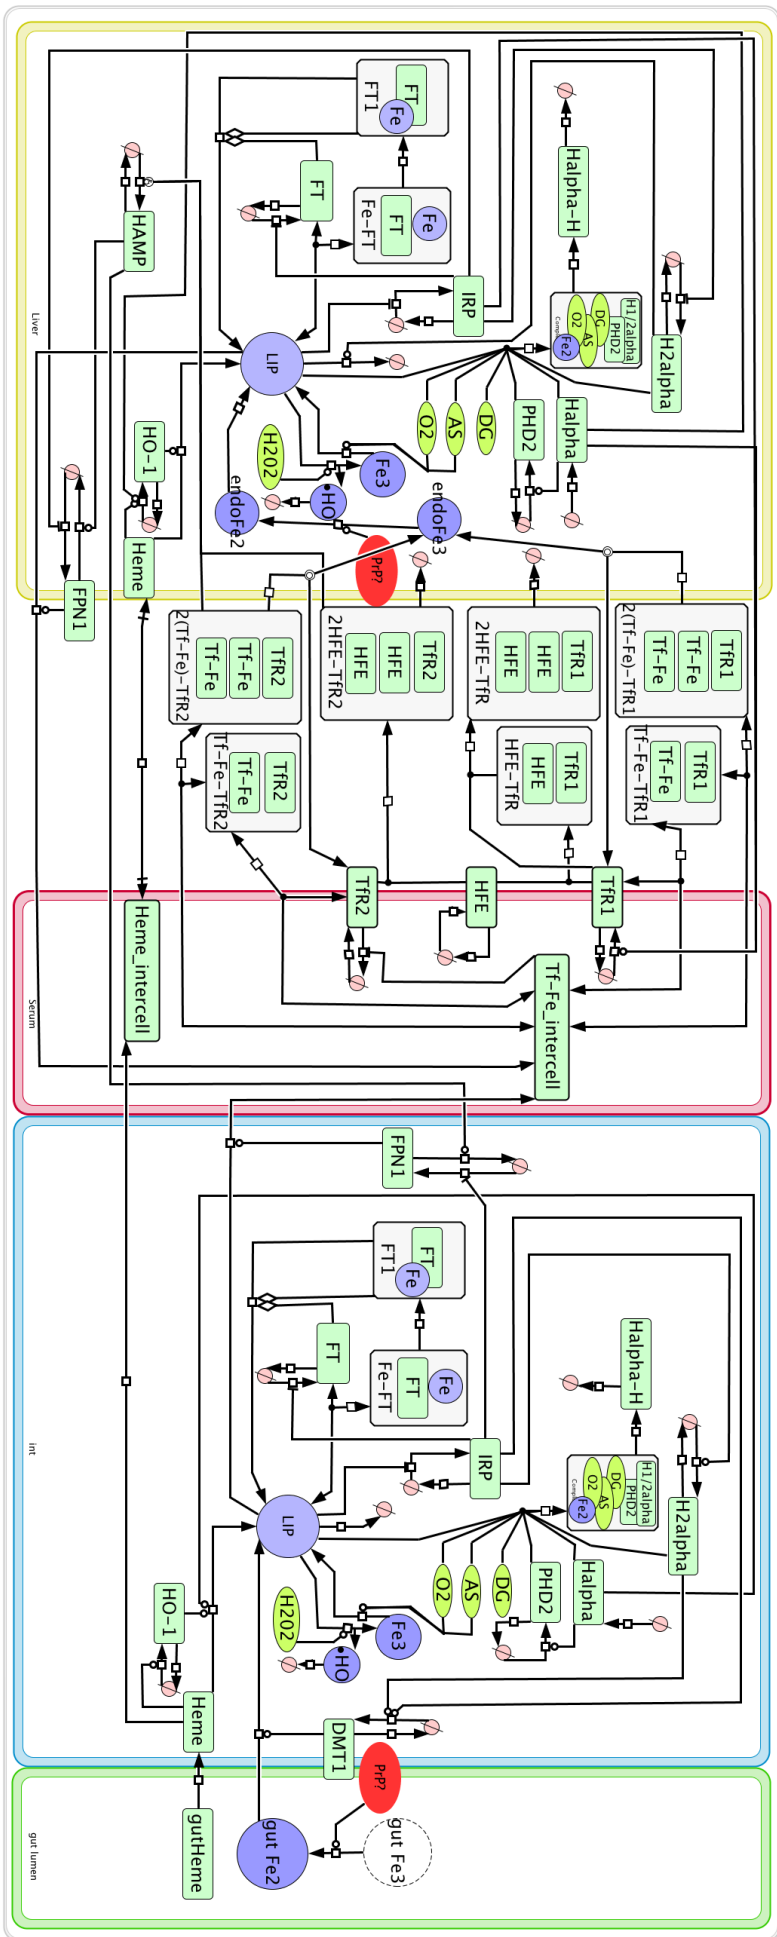 Liver
FT
Fe
FT1
Fe
FT
Fe-FT
FT
HAMP
IRP
LIP
Halpha-H
H1/2alpha
PHD2
DG
AS
O2
Fe2
H2alpha
Halpha
PHD2
DG
AS
O2
H202
Fe3
•HO
HO-1
Heme
FPN1
endoFe2
endoFe3
PrP?
TfR1
Tf-Fe
Tf-Fe
2(Tf-Fe)-TfR1
TfR1
HFE
HFE
2HFE-TfR
TfR2
HFE
HFE
2HFE-TfR2
TfR2
Tf-Fe
Tf-Fe
2(Tf-Fe)-TfR2
TfR1
Tf-Fe
Tf-Fe-TfR1
TfR1
HFE
HFE-TfR
TfR2
Tf-Fe
Tf-Fe-TfR2
TfR1
HFE
TfR2
Serum
Heme_intercell
Tf-Fe_intercell
int
FPN1
FT
Fe
FT1
Fe
FT
Fe-FT
FT
IRP
LIP
Halpha-H
H1/2alpha
PHD2
DG
AS
O2
Fe2
H2alpha
Halpha
PHD2
DG
AS
O2
H202
Fe3
•HO
HO-1
Heme
DMT1
PrP?
gut lumen
gutHeme
gut Fe2
gut Fe3